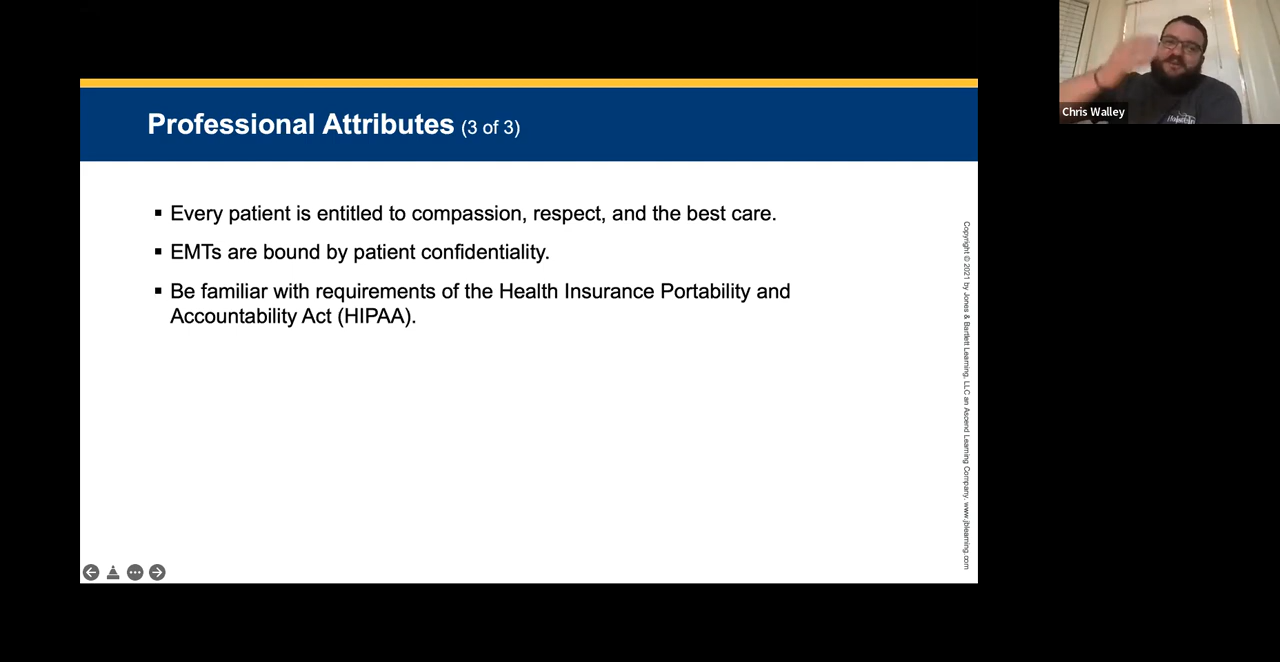 Professional Attributes (3 of 3)
▪ Every patient is entitled to compassion, respect, and the best care.
▪ EMTs are bound by patient confidentiality.
▪ Be familiar with requirements of the Health Insurance Portability and
Accountability Act (HIPAA).
Copyright © 2021 by Jones & Bartlett Learning, LLC an Ascend Learning Company. www.jblearning.com
Chris Walley